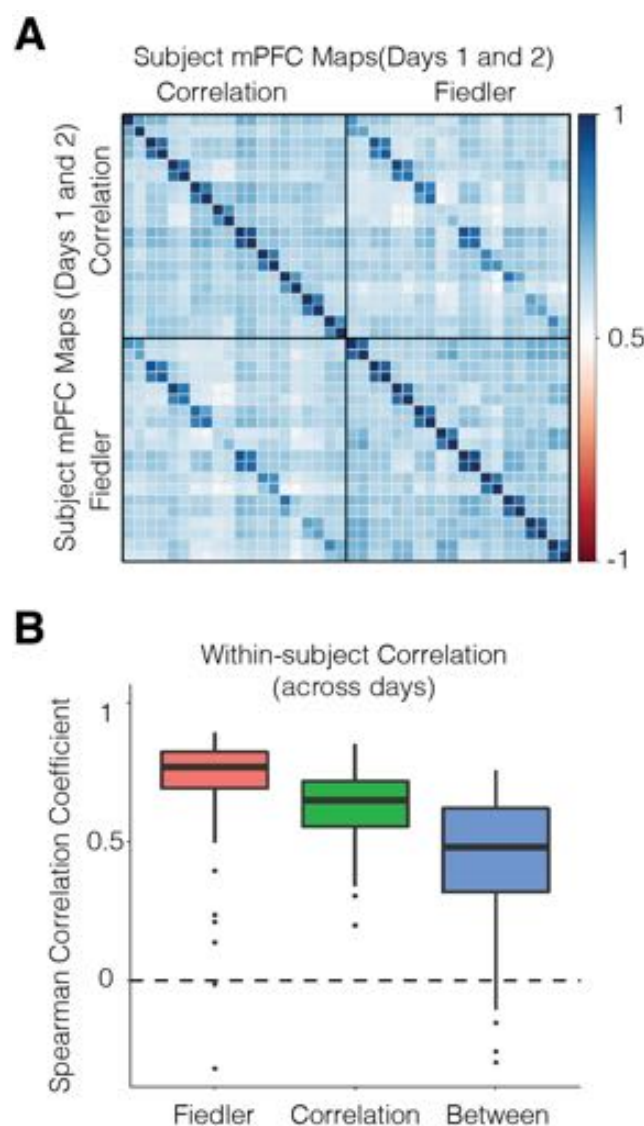 A
Subject mPFC Maps(Days 1 and 2)
Correlation
Fiedler
Subject mPFC Maps (Days 1 and 2)
Correlation
Fiedler
1
0.5
-1
B
Within-subject Correlation
(across days)
Spearman Correlation Coefficient
1
0.5
0
Fiedler
Correlation
Between